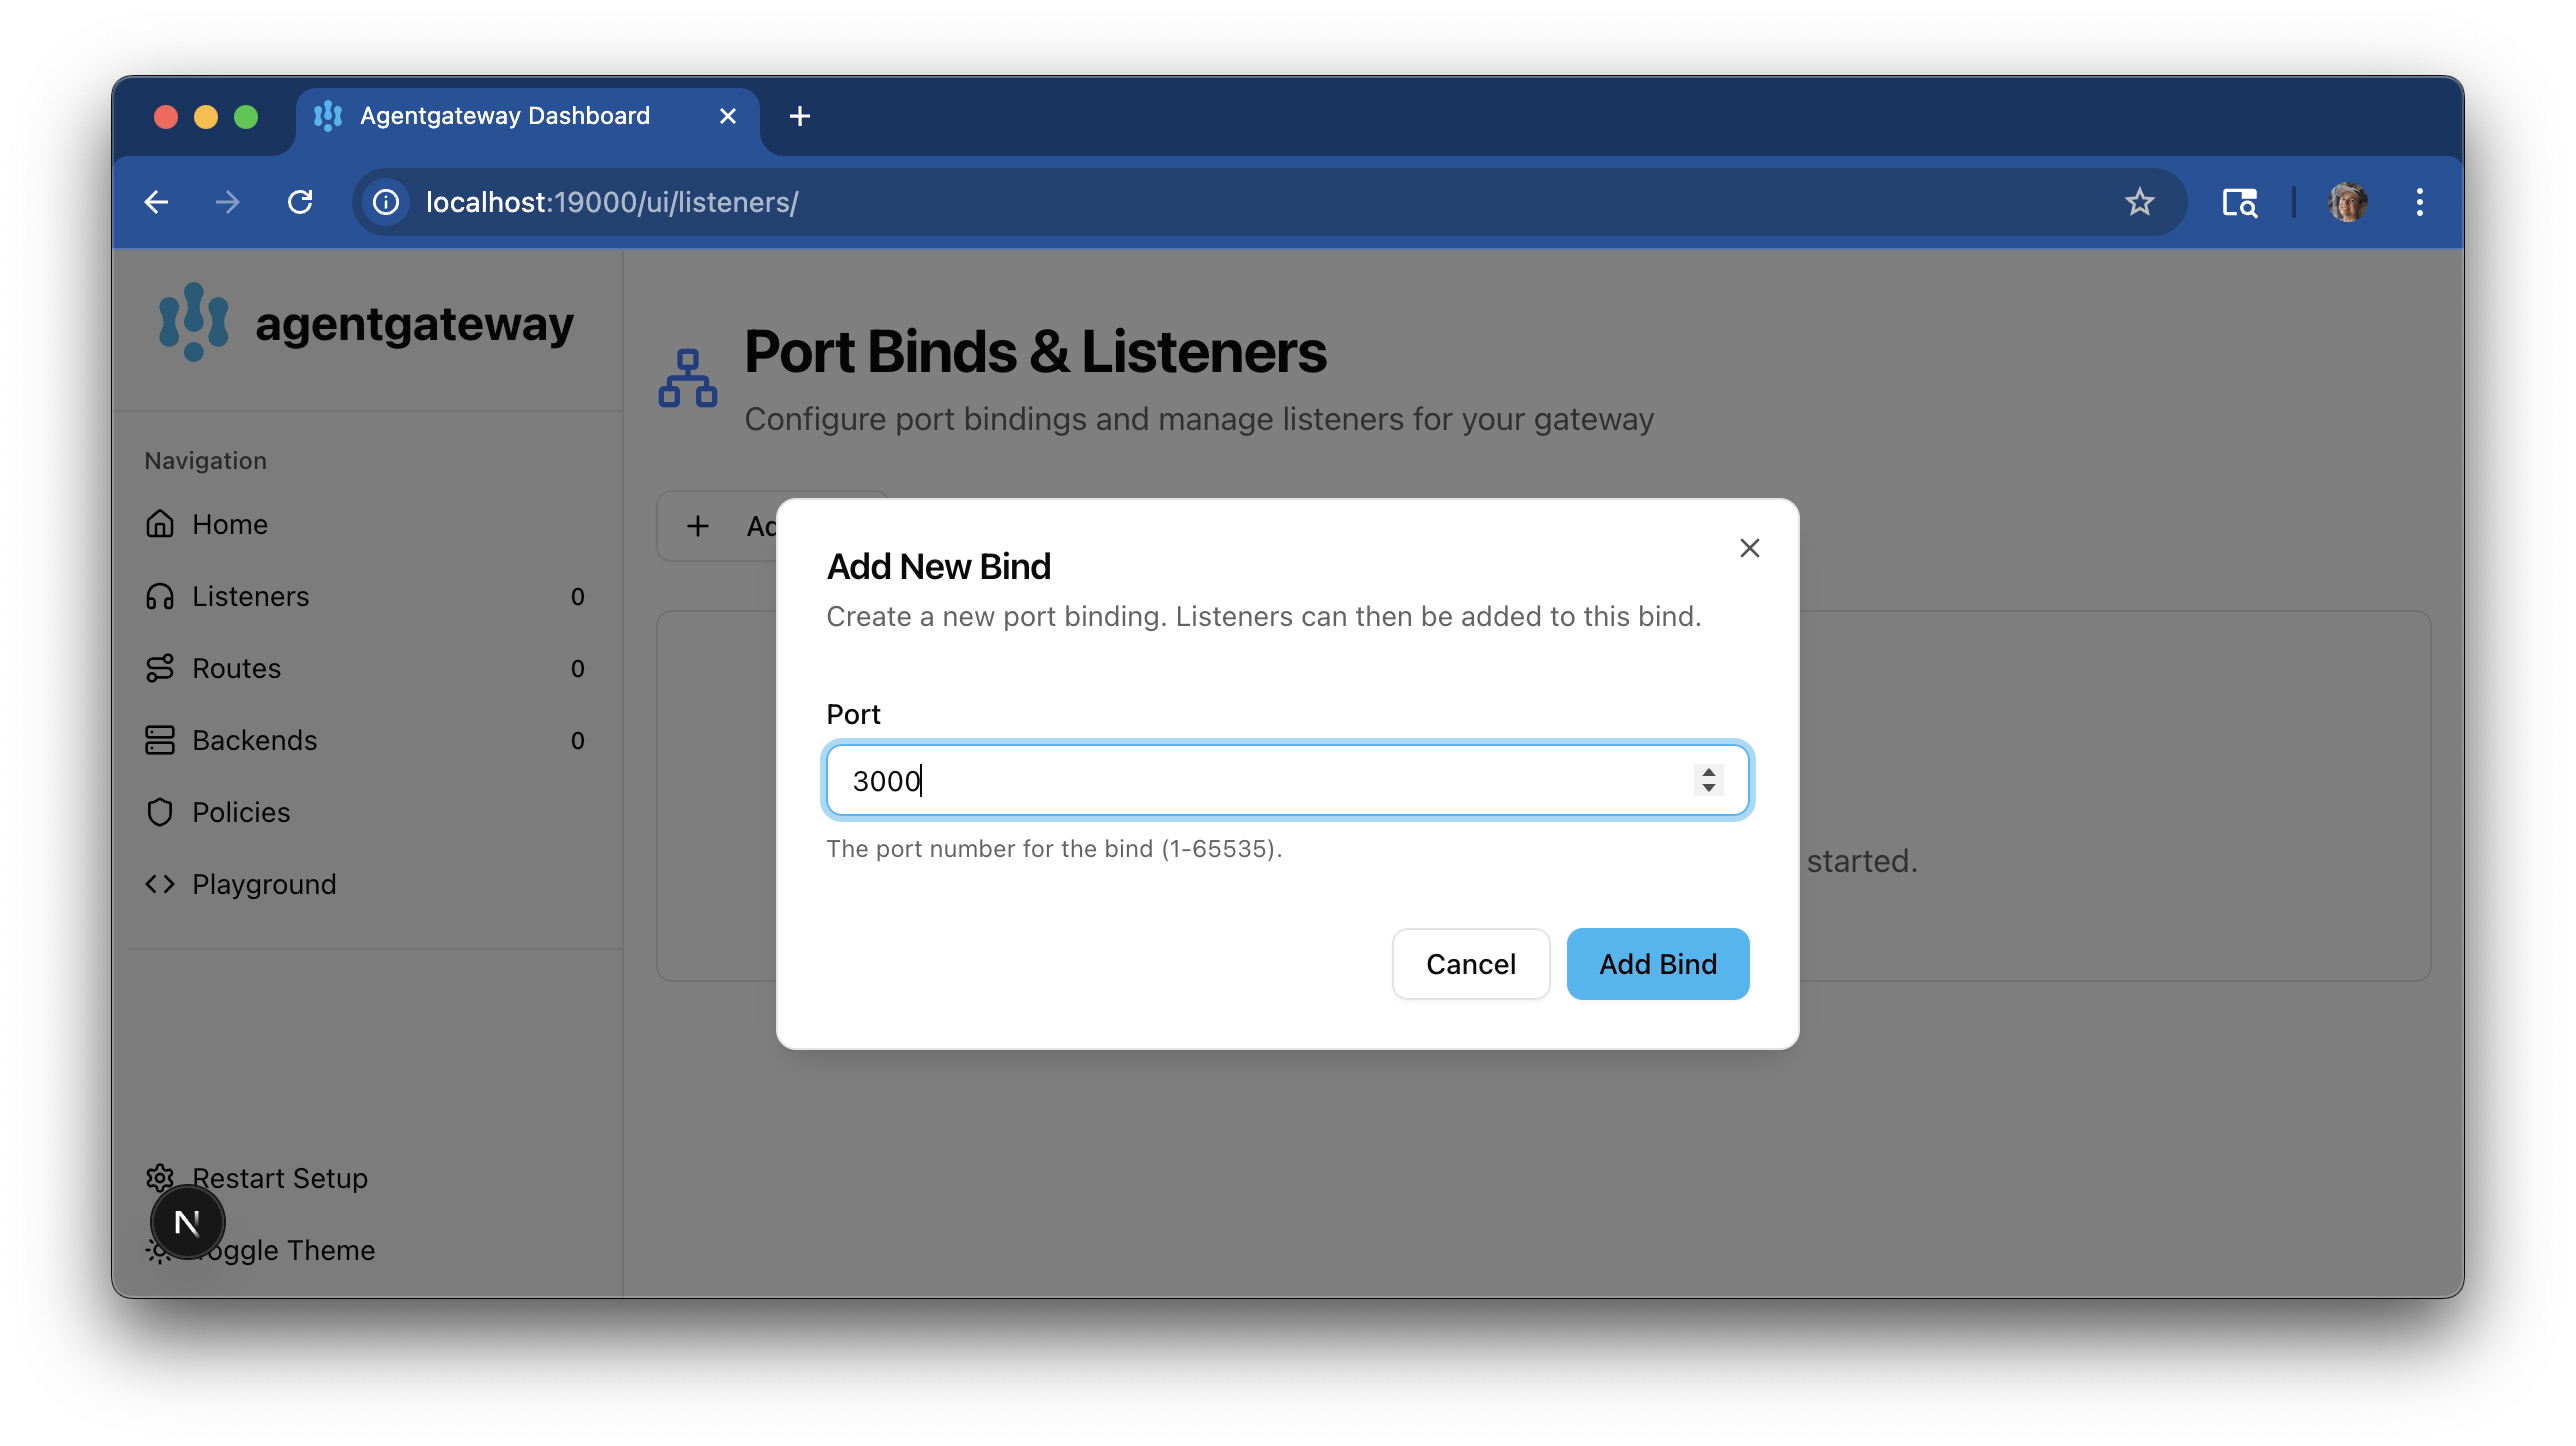 Agentgateway Dashboard
localhost:19000/ui/listeners/
agentgateway
Port Binds & Listeners
Configure port bindings and manage listeners for your gateway
Navigation
Home
Listeners 0
Routes 0
Backends 0
Policies
Playground
Add New Bind
Create a new port binding. Listeners can then be added to this bind.
Port
3000
The port number for the bind (1-65535).
started.
Cancel
Add Bind
Restart Setup
N
Theme